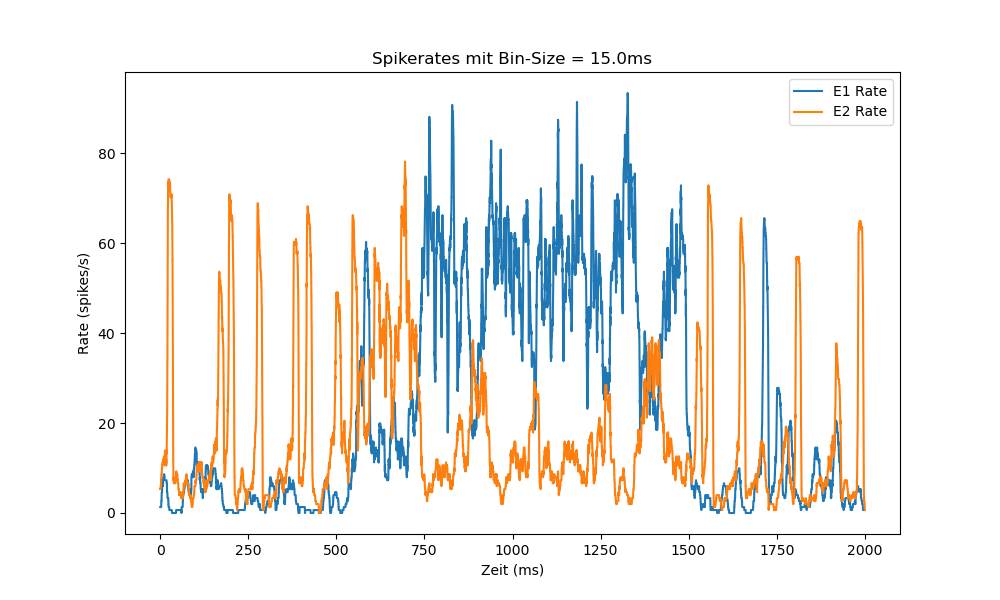 Spikerates mit Bin-Size = 15.0ms
E1 Rate
E2 Rate
Rate (spikes/s)
80
60
40
20
0
0 250 500 750 1000 1250 1500 1750 2000
Zeit (ms)